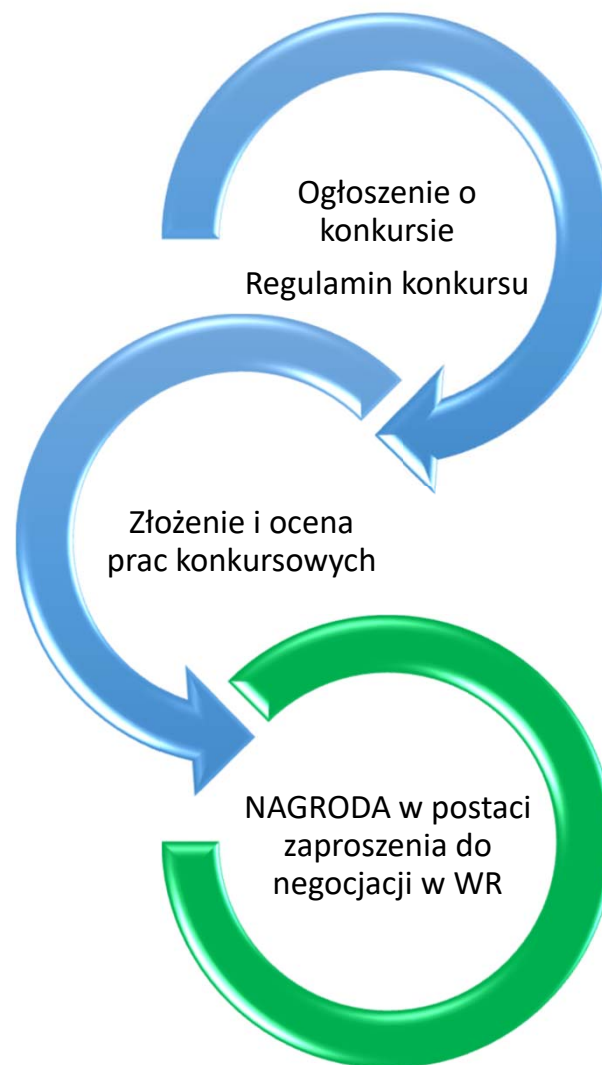 Ogłoszenie o
konkursie
Regulamin konkursu
Złożenie i ocena
prac konkursowych
NAGRODA w postaci
zaproszenia do
negocjacji w WR